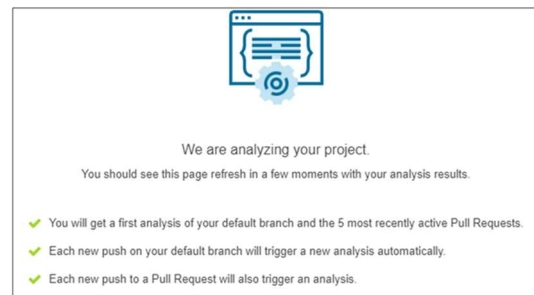 We are analyzing your project.
You should see this page refresh in a few moments with your analysis results.
You will get a first analysis of your default branch and the 5 most recently active Pull Requests.
Each new push on your default branch will trigger a new analysis automatically.
Each new push to a Pull Request will also trigger an analysis.